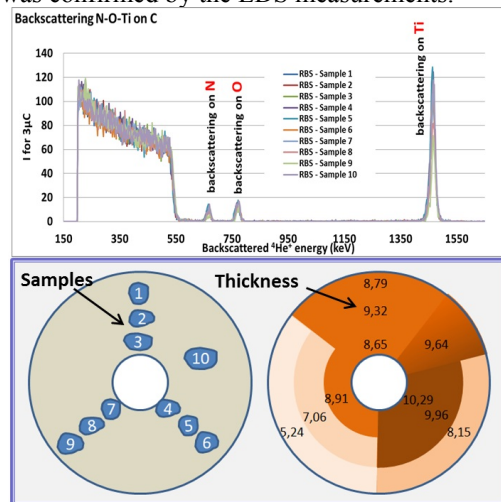 was confirmed by the EDS measurements.
Backscattering N-O-Ti on C
I for 3μC
140
120
100
80
60
40
20
0
150
350
550
750
950
1150
1350
1550
Backscattered ⁴He⁺ energy (keV)
backscattering on N
backscattering on O
backscattering on Ti
RBS - Sample 1
RBS - Sample 2
RBS - Sample 3
RBS - Sample 4
RBS - Sample 5
RBS - Sample 6
RBS - Sample 7
RBS - Sample 8
RBS - Sample 9
RBS - Sample 10
Samples
1
2
3
10
7
4
8
5
9
6
Thickness
8,79
9,32
8,65
9,64
8,91
10,29
9,96
7,06
5,24
8,15